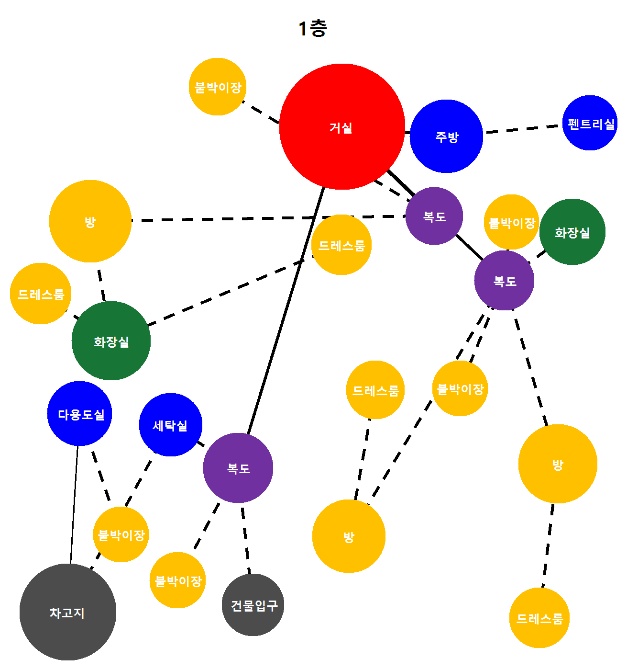 1층
붙박이장
거실
주방
펜트리실
복도
방
붙박이장
화장실
드레스룸
복도
드레스룸
화장실
드레스룸
붙박이장
다용도실
세탁실
복도
방
붙박이장
방
붙박이장
건물입구
차고지
드레스룸